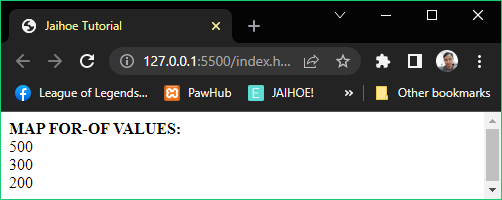 Jaihoe Tutorial
127.0.0.1:5500/index.h...
League of Legends... PawHub E JAIHOE! » Other bookmarks
MAP FOR-OF VALUES:
500
300
200